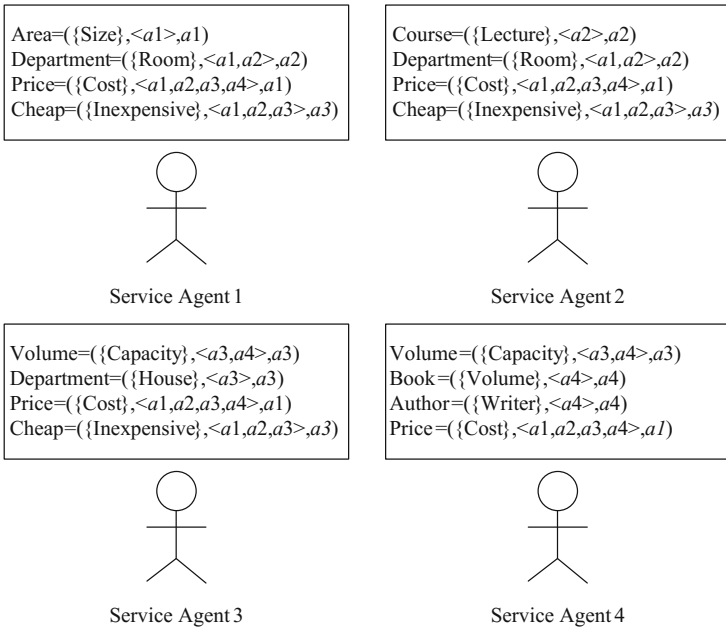 Area=({Size},<a1>,a1)
Department=({Room},<a1,a2>,a2)
Price=({Cost},<a1,a2,a3,a4>,a1)
Cheap=({Inexpensive},<a1,a2,a3>,a3)
Service Agent 1
Course=({Lecture},<a2>,a2)
Department=({Room},<a1,a2>,a2)
Price=({Cost},<a1,a2,a3,a4>,a1)
Cheap=({Inexpensive},<a1,a2,a3>,a3)
Service Agent 2
Volume=({Capacity},<a3,a4>,a3)
Department=({House},<a3>,a3)
Price=({Cost},<a1,a2,a3,a4>,a1)
Cheap=({Inexpensive},<a1,a2,a3>,a3)
Service Agent 3
Volume=({Capacity},<a3,a4>,a3)
Book=({Volume},<a4>,a4)
Author=({Writer},<a4>,a4)
Price=({Cost},<a1,a2,a3,a4>,a1)
Service Agent 4